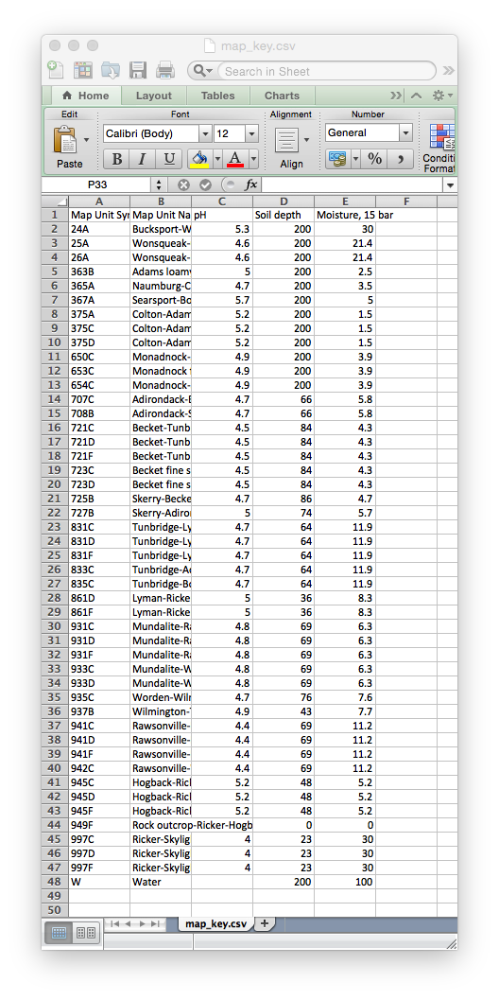 map_key.csv
Search in Sheet
Home Layout Tables Charts
Edit Font Alignment Number
Calibri (Body) 12 General
Paste B I U A Align % Conditi
Format
P33 fx
A B C D E F
1 Map Unit Syr Map Unit Na pH Soil depth Moisture, 15 bar
2 24A Bucksport-W 5.3 200 30
3 25A Wonsqueak- 4.6 200 21.4
4 26A Wonsqueak- 4.6 200 21.4
5 363B Adams loamy 5 200 2.5
6 365A Naumburg-C 4.7 200 3.5
7 367A Searsport-Bo 5.7 200 5
8 375A Colton-Adam 5.2 200 1.5
9 375C Colton-Adam 5.2 200 1.5
10 375D Colton-Adam 5.2 200 1.5
11 650C Monadnock- 4.9 200 3.9
12 653C Monadnock 4.9 200 3.9
13 654C Monadnock- 4.9 200 3.9
14 707C Adirondack-B 4.7 66 5.8
15 708B Adirondack-S 4.7 66 5.8
16 721C Becket-Tunb 4.5 84 4.3
17 721D Becket-Tunb 4.5 84 4.3
18 721F Becket-Tunb 4.5 84 4.3
19 723C Becket fine s 4.5 84 4.3
20 723D Becket fine s 4.5 84 4.3
21 725B Skerry-Becke 4.7 86 4.7
22 727B Skerry-Adiro 5 74 5.7
23 831C Tunbridge-Ly 4.7 64 11.9
24 831D Tunbridge-Ly 4.7 64 11.9
25 831F Tunbridge-Ly 4.7 64 11.9
26 833C Tunbridge-A 4.7 64 11.9
27 835C Tunbridge-Bo 4.7 64 11.9
28 861D Lyman-Ricke 5 36 8.3
29 861F Lyman-Ricke 5 36 8.3
30 931C Mundalite-Ra 4.8 69 6.3
31 931D Mundalite-Ra 4.8 69 6.3
32 931F Mundalite-Ra 4.8 69 6.3
33 933C Mundalite-W 4.8 69 6.3
34 933D Mundalite-W 4.8 69 6.3
35 935C Worden-Wilr 4.7 76 7.6
36 937B Wilmington- 4.9 43 7.7
37 941C Rawsonville- 4.4 69 11.2
38 941D Rawsonville- 4.4 69 11.2
39 941F Rawsonville- 4.4 69 11.2
40 942C Rawsonville- 4.4 69 11.2
41 945C Hogback-Ricl 5.2 48 5.2
42 945D Hogback-Ricl 5.2 48 5.2
43 945F Hogback-Ricl 5.2 48 5.2
44 949F Rock outcrop-Ricker-Hogb 0 0
45 997C Ricker-Skylig 4 23 30
46 997D Ricker-Skylig 4 23 30
47 997F Ricker-Skylig 4 23 30
48 W Water 200 100
49
50
map_key.csv